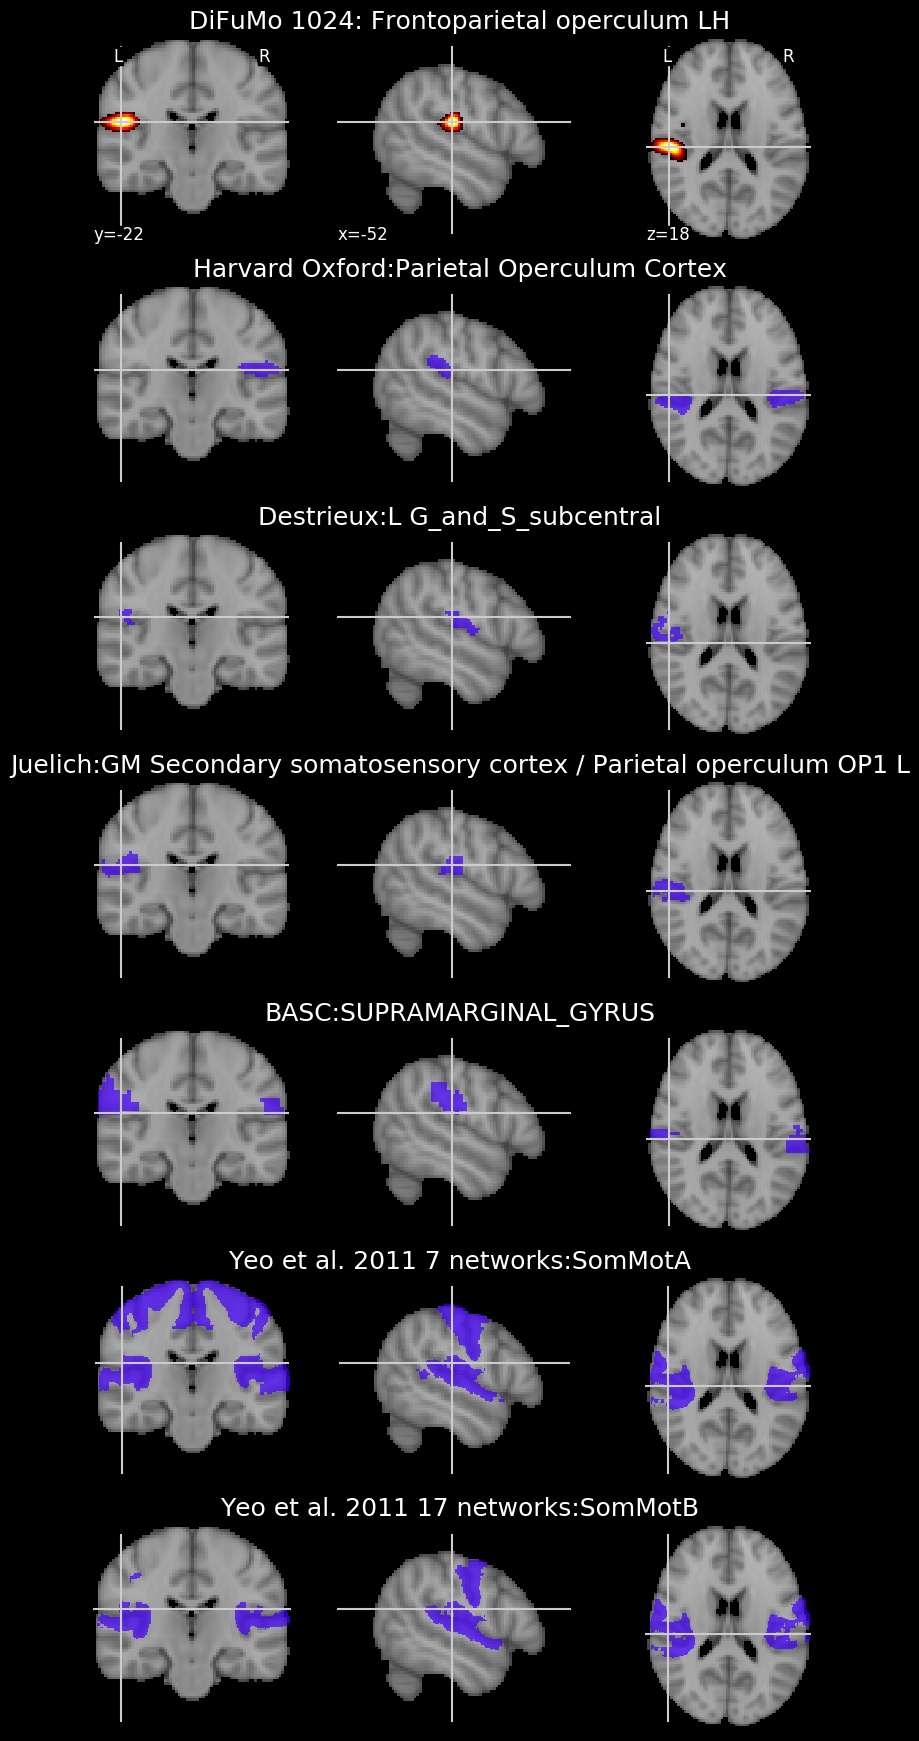 DiFuMo 1024: Frontoparietal operculum LH
L R L R
y=-22 x=-52 z=18
Harvard Oxford:Parietal Operculum Cortex
Destrieux:L G_and_S_subcentral
Juelich:GM Secondary somatosensory cortex / Parietal operculum OP1 L
BASC:SUPRAMARGINAL_GYRUS
Yeo et al. 2011 7 networks:SomMotA
Yeo et al. 2011 17 networks:SomMotB